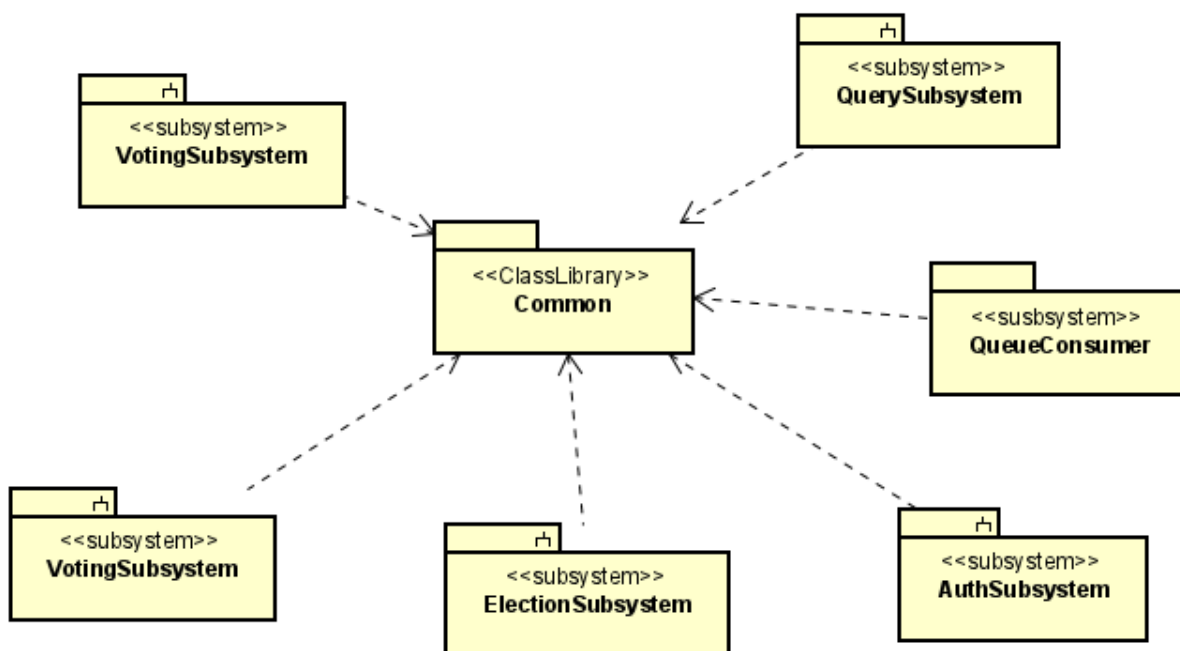 <<subsystem>>
QuerySubsystem
<<subsystem>>
VotingSubsystem
<<ClassLibrary>>
Common
<<susbsystem>>
QueueConsumer
<<subsystem>>
VotingSubsystem
<<subsystem>>
ElectionSubsystem
<<subsystem>>
AuthSubsystem